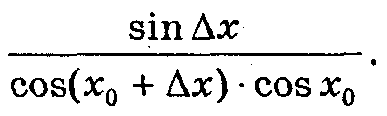 sin Δx
cos(x₀ + Δx) · cos x₀ .